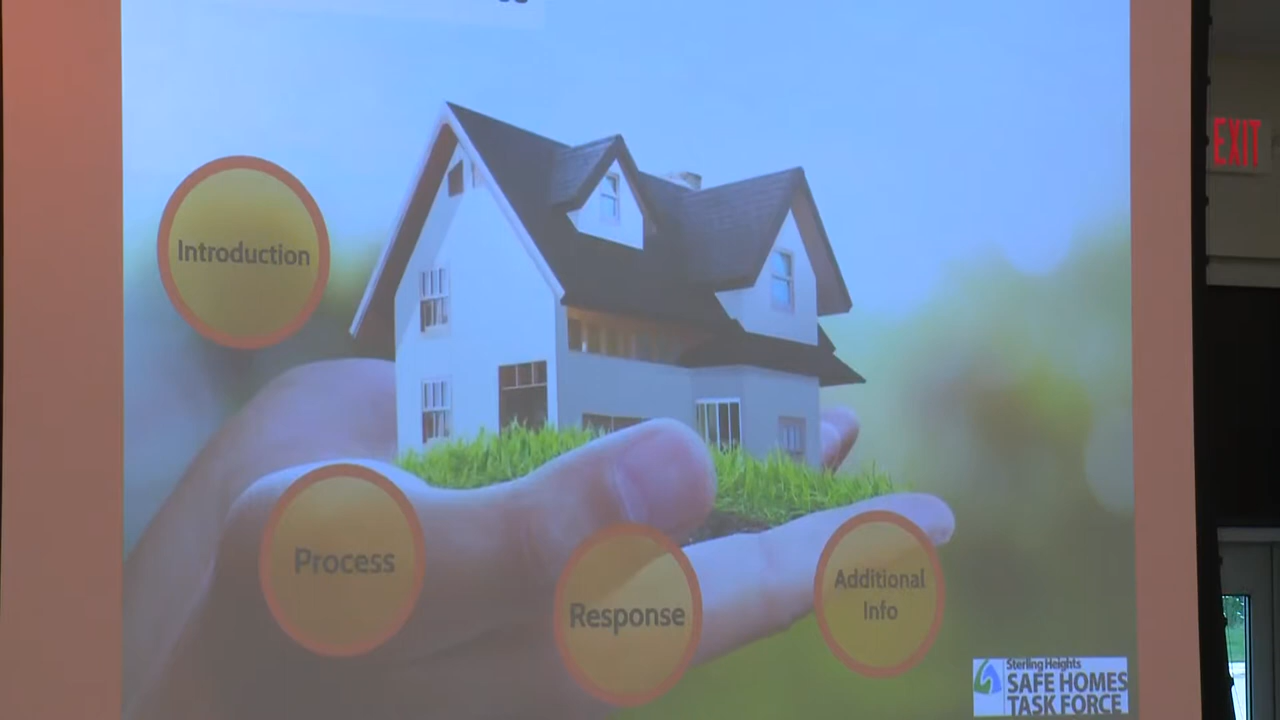 EXIT
Introduction
Process
Response
Additional
Info
Sterling Heights
SAFE HOMES
TASK FORCE